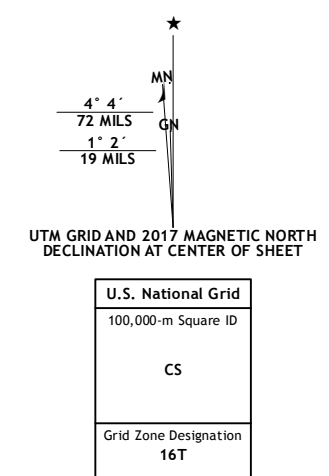 MN
4° 4´
72 MILS
GN
1° 2´
19 MILS
UTM GRID AND 2017 MAGNETIC NORTH
DECLINATION AT CENTER OF SHEET
U.S. National Grid
100,000-m Square ID
CS
Grid Zone Designation
16T